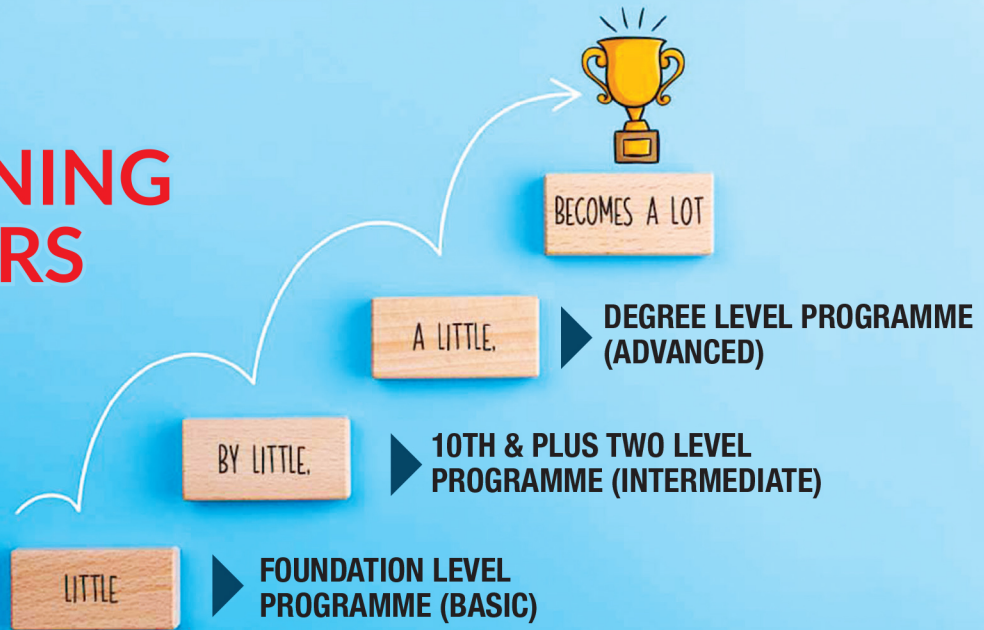 NING
RS
BECOMES A LOT
A LITTLE,
DEGREE LEVEL PROGRAMME
(ADVANCED)
BY LITTLE,
10TH & PLUS TWO LEVEL
PROGRAMME (INTERMEDIATE)
LITTLE
FOUNDATION LEVEL
PROGRAMME (BASIC)